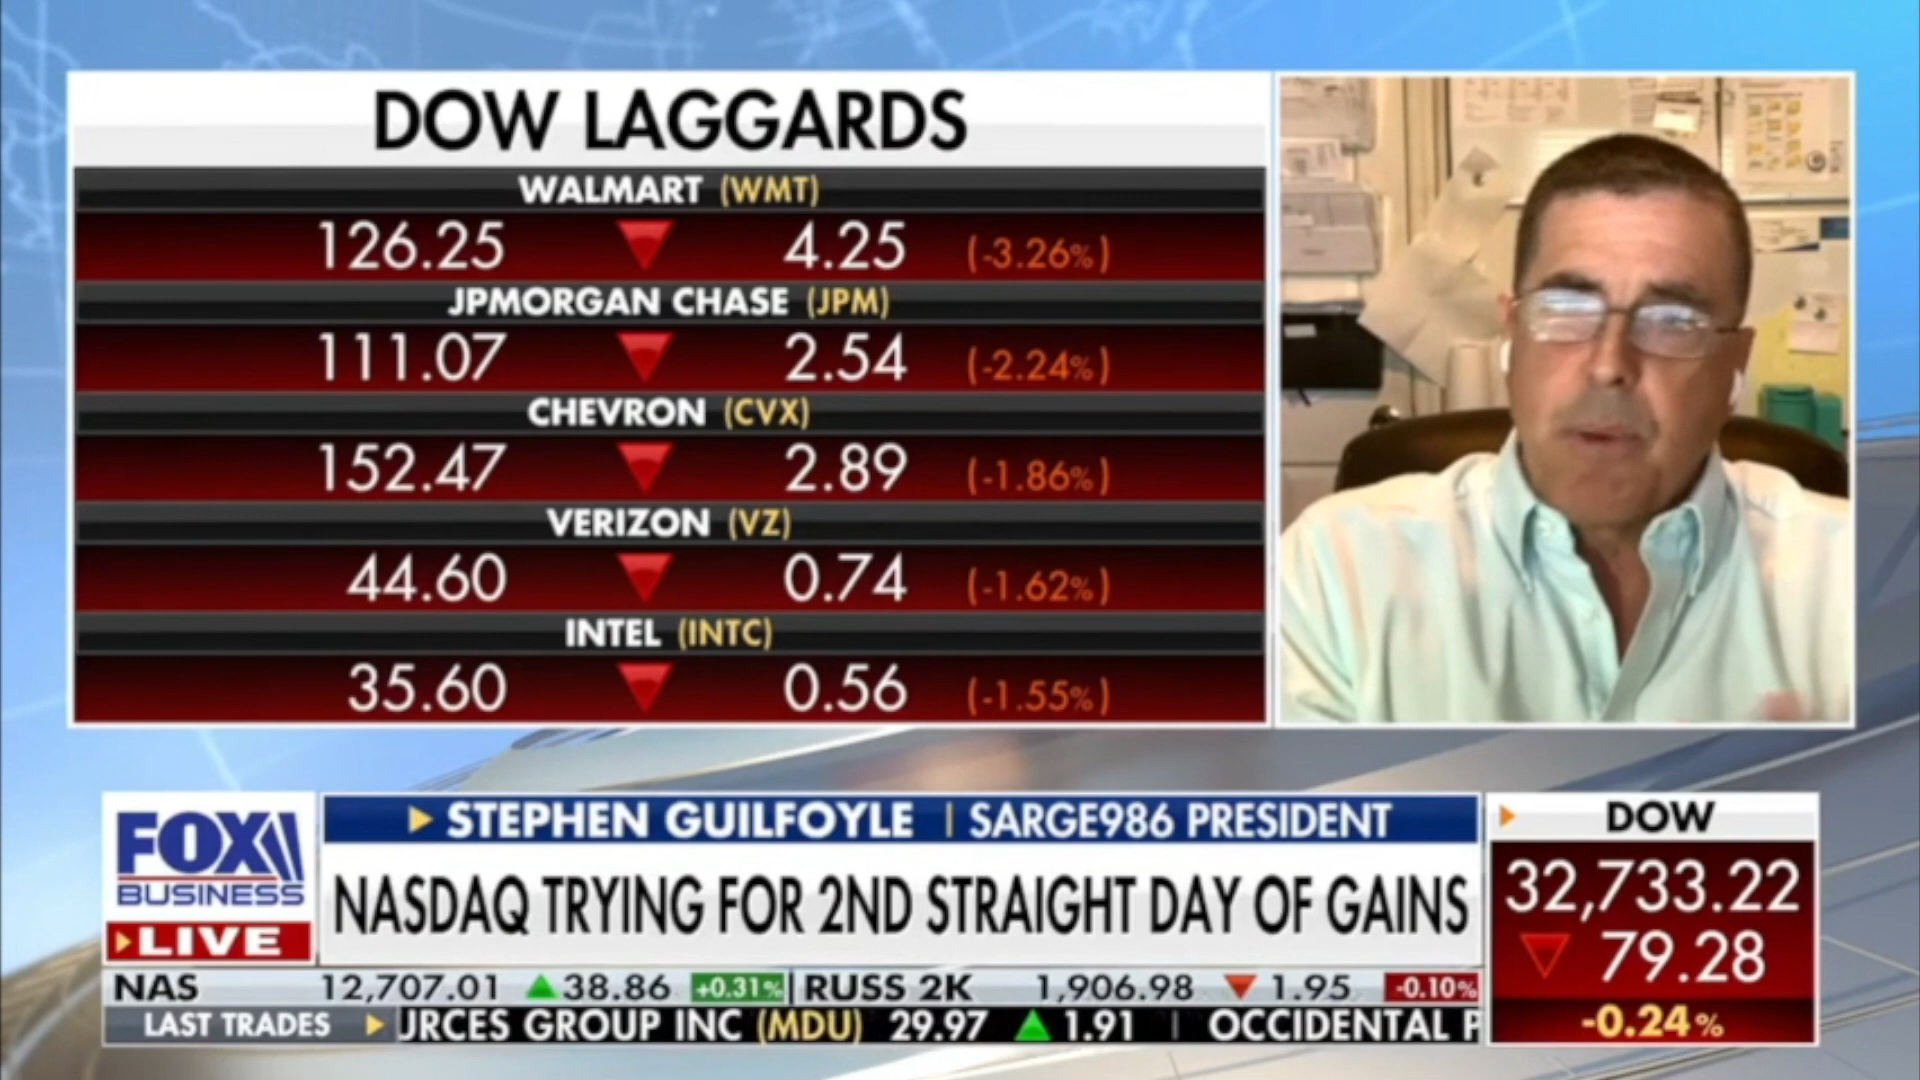 DOW LAGGARDS
WALMART (WMT)
126.25 ▼ 4.25 (-3.26%)
JPMORGAN CHASE (JPM)
111.07 ▼ 2.54 (-2.24%)
CHEVRON (CVX)
152.47 ▼ 2.89 (-1.86%)
VERIZON (VZ)
44.60 ▼ 0.74 (-1.62%)
INTEL (INTC)
35.60 ▼ 0.56 (-1.55%)
STEPHEN GUILFOYLE | SARGE986 PRESIDENT
NASDAQ TRYING FOR 2ND STRAIGHT DAY OF GAINS
FOX
BUSINESS
LIVE
DOW
32,733.22
▼ 79.28
-0.24%
NAS 12,707.01 ▲ 38.86 +0.31% RUSS 2K 1,906.98 ▼ 1.95 -0.10%
LAST TRADES URCES GROUP INC (MDU) 29.97 ▲ 1.91 | OCCIDENTAL P